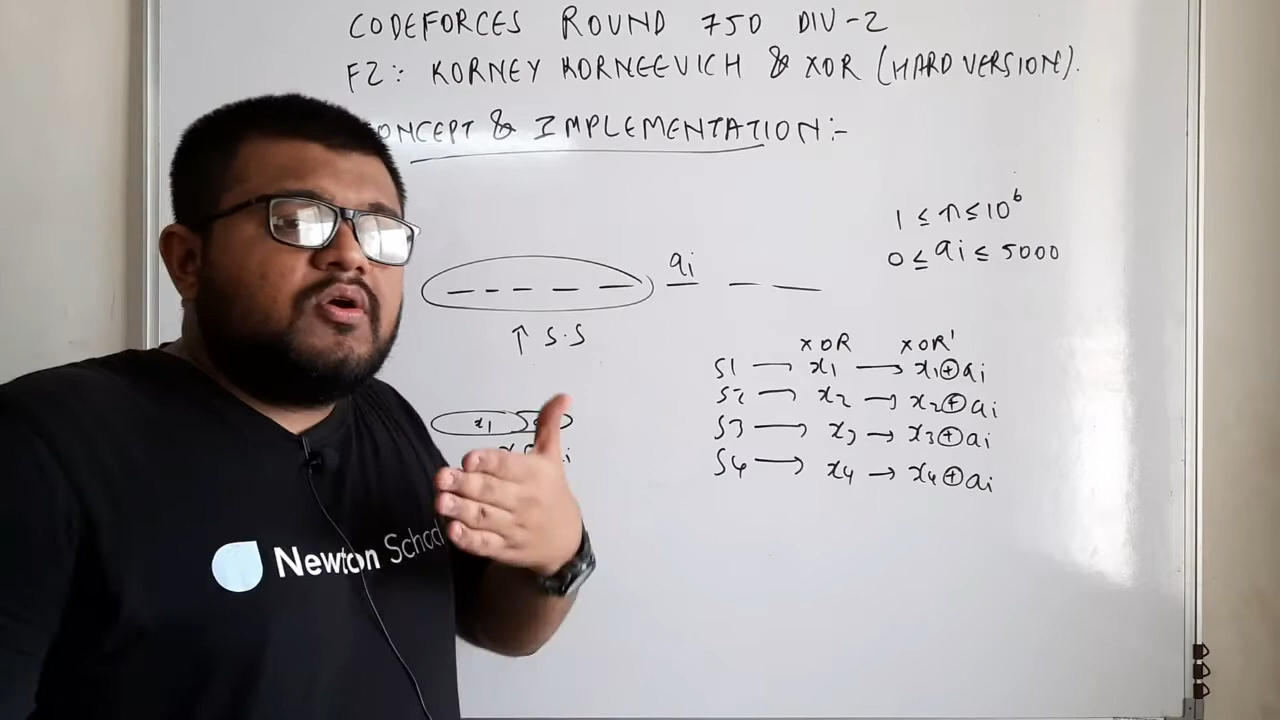 CODEFORCES ROUND 750 DIV-2
F2:- KORNEY KORNEEVICH & XOR (HARD VERSION).
ONCEPT & IMPLEMENTATION:-
1 ≤ n ≤ 10^6
0 ≤ ai ≤ 5000
ai
↑ S.S
XOR XOR'
S1 → x1 → x1⊕ai
S2 → x2 → x2⊕ai
S3 → x3 → x3⊕ai
S4 → x4 → x4⊕ai
x1
Newton School